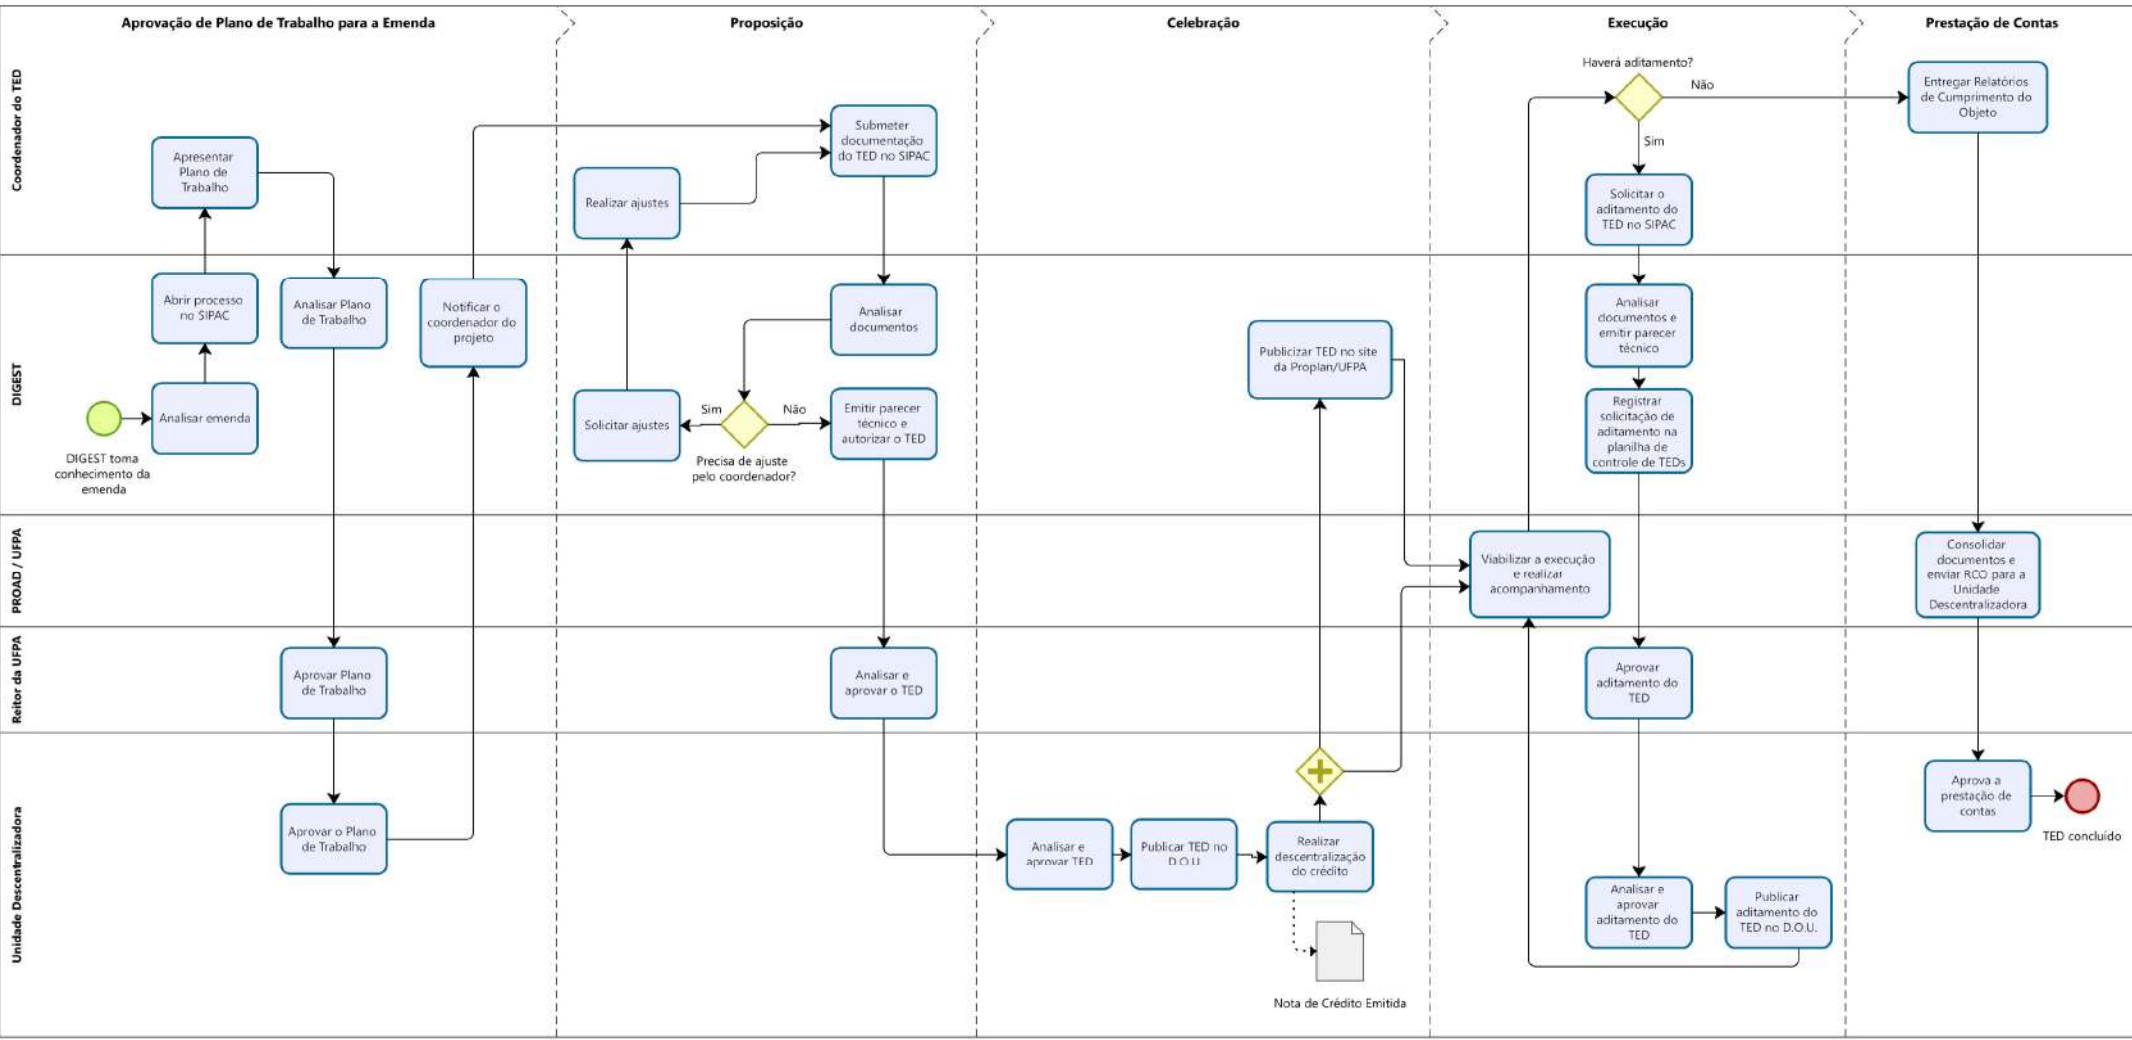 Aprovação de Plano de Trabalho para a Emenda
Proposição
Celebração
Execução
Prestação de Contas
Coordenador do TED
DIGEST
PROAD / UFPA
Reitor da UFPA
Unidade Descentralizadora
DIGEST toma
conhecimento da
emenda
Analisar emenda
Abrir processo
no SIPAC
Apresentar
Plano de
Trabalho
Analisar Plano
de Trabalho
Aprovar Plano
de Trabalho
Aprovar o Plano
de Trabalho
Notificar o
coordenador do
projeto
Submeter
documentação
do TED no SIPAC
Realizar ajustes
Analisar
documentos
Solicitar ajustes
Sim
Não
Precisa de ajuste
pelo coordenador?
Emitir parecer
técnico e
autorizar o TED
Analisar e
aprovar o TED
Analisar e
aprovar TED
Publicar TED no
D.O.U
Realizar
descentralização
do crédito
Nota de Crédito Emitida
Publicizar TED no site
da Proplan/UFPA
Viabilizar a execução
e realizar
acompanhamento
Haverá aditamento?
Não
Sim
Solicitar o
aditamento do
TED no SIPAC
Analisar
documentos e
emitir parecer
técnico
Registrar
solicitação de
aditamento na
planilha de
controle de TEDs
Aprovar
aditamento do
TED
Analisar e
aprovar
aditamento do
TED
Publicar
aditamento do
TED no D.O.U.
Entregar Relatórios
de Cumprimento do
Objeto
Consolidar
documentos e
enviar RCO para a
Unidade
Descentralizadora
Aprova a
prestação de
contas
TED concluído